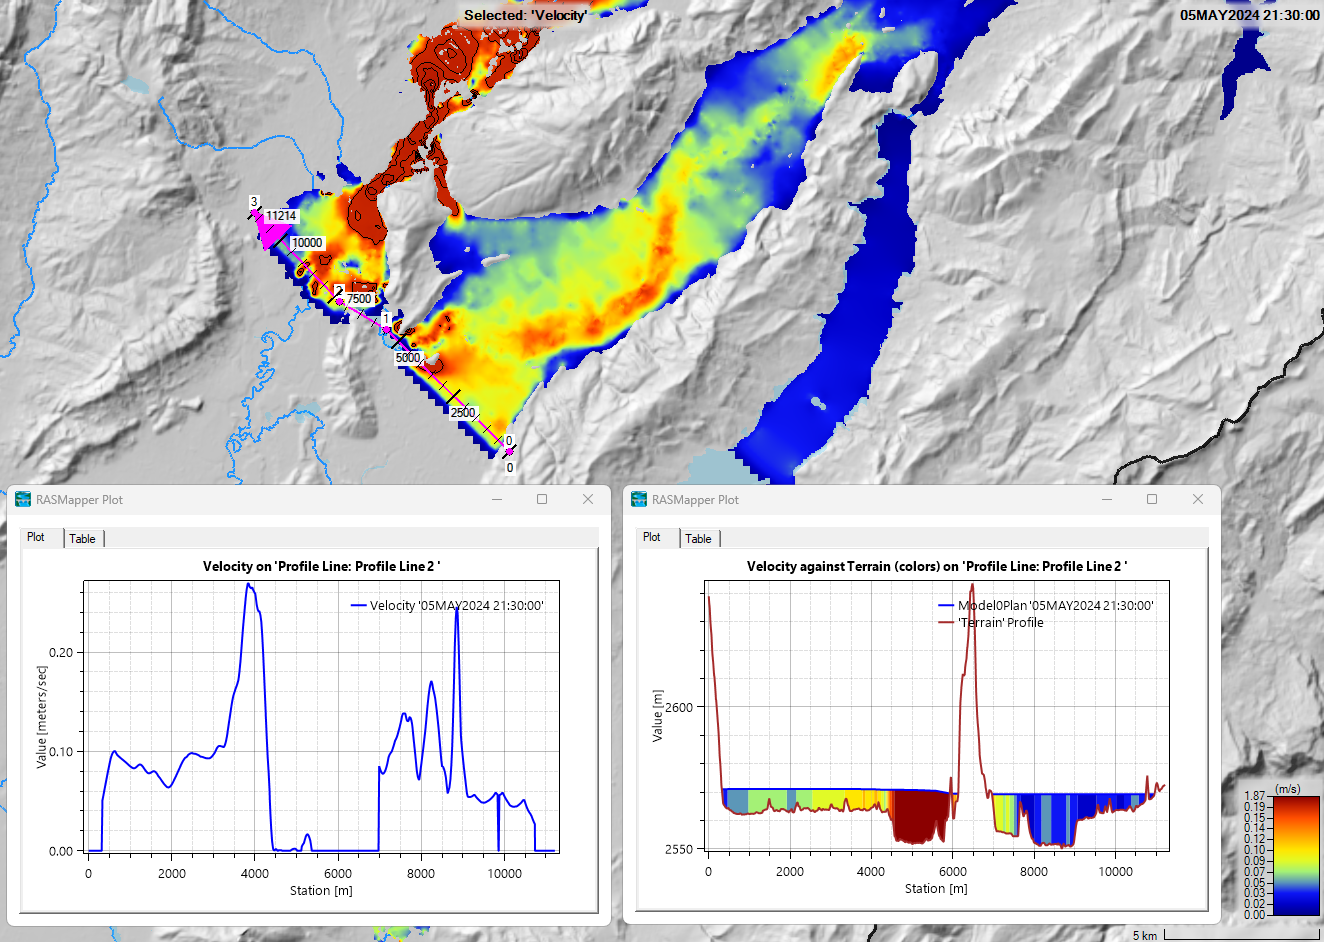 Selected: 'Velocity'
05MAY2024 21:30:00
3
11214
10000
2
7500
1
5000
2500
0
0
RASMapper Plot
Plot
Table
Velocity on 'Profile Line: Profile Line 2 '
Velocity '05MAY2024 21:30:00'
Value [meters/sec]
0.20
0.10
0.00
0
2000
4000
6000
8000
10000
Station [m]
RASMapper Plot
Plot
Table
Velocity against Terrain (colors) on 'Profile Line: Profile Line 2 '
Model0Plan '05MAY2024 21:30:00'
'Terrain' Profile
Value [m]
2600
2550
0
2000
4000
6000
8000
10000
Station [m]
(m/s)
1.87
0.19
0.15
0.14
0.12
0.10
0.09
0.07
0.05
0.03
0.02
0.00
5 km